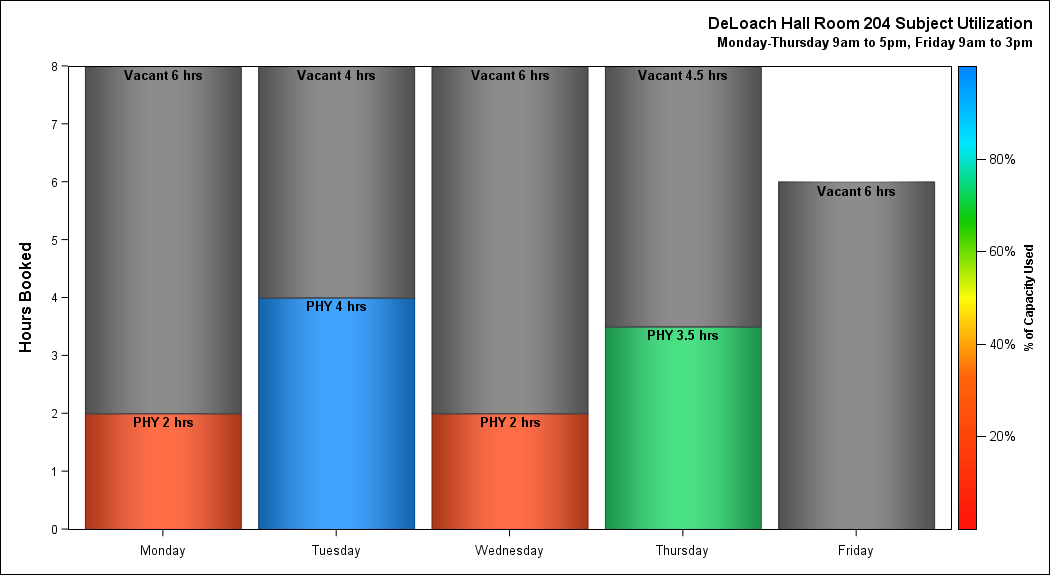 DeLoach Hall Room 204 Subject Utilization
Monday-Thursday 9am to 5pm, Friday 9am to 3pm
Hours Booked
8
7
6
5
4
3
2
1
0
Vacant 6 hrs
Vacant 4 hrs
Vacant 6 hrs
Vacant 4.5 hrs
Vacant 6 hrs
PHY 2 hrs
PHY 4 hrs
PHY 2 hrs
PHY 3.5 hrs
Monday
Tuesday
Wednesday
Thursday
Friday
80%
60%
40%
20%
% of Capacity Used